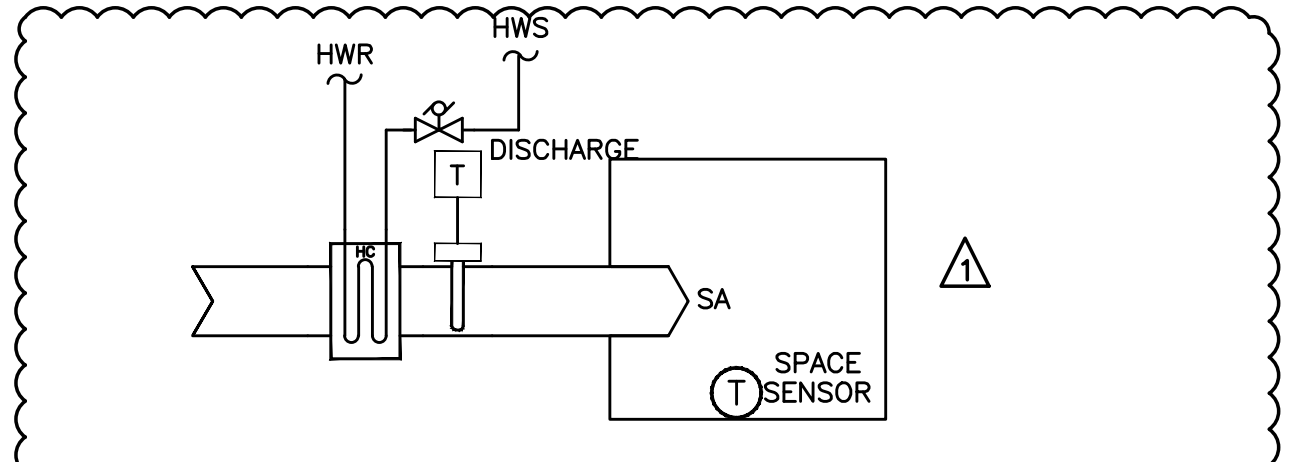 HWS
HWR
DISCHARGE
T
HC
1
SA
SPACE
T SENSOR